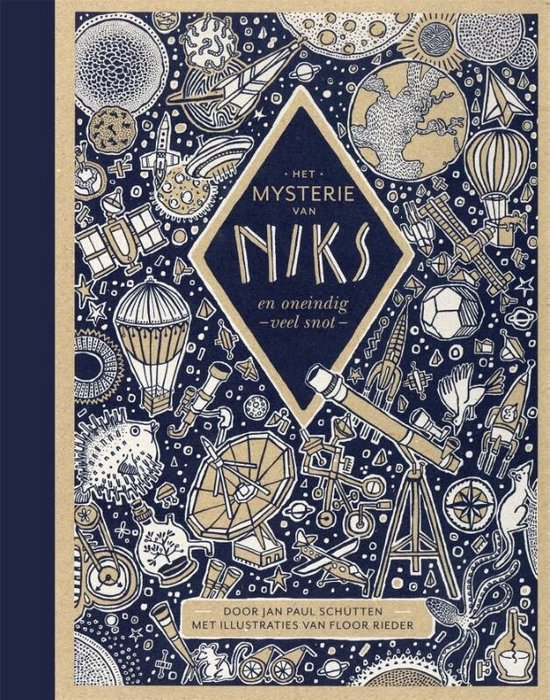 HET
MYSTERIE
VAN
NIKS
en oneindig
-veel snot-
DOOR JAN PAUL SCHUTTEN
MET ILLUSTRATIES VAN FLOOR RIEDER